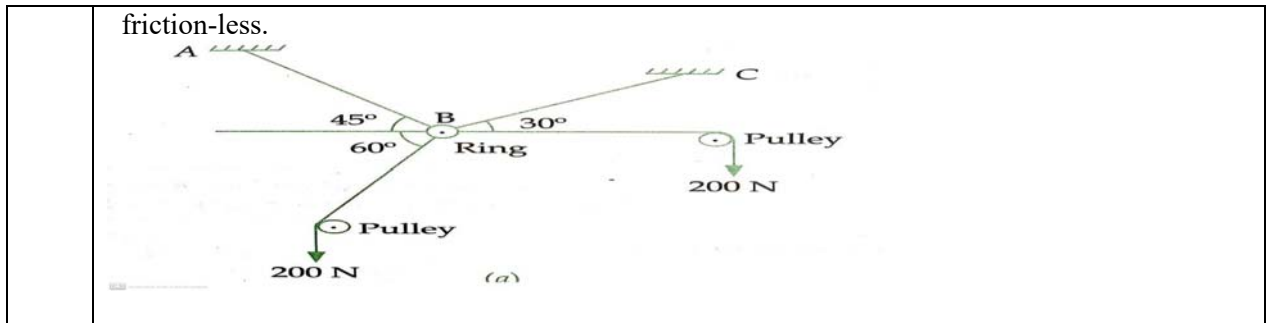 friction-less.
A
C
45° B 30°
60° Ring Pulley
200 N
Pulley
200 N (a)